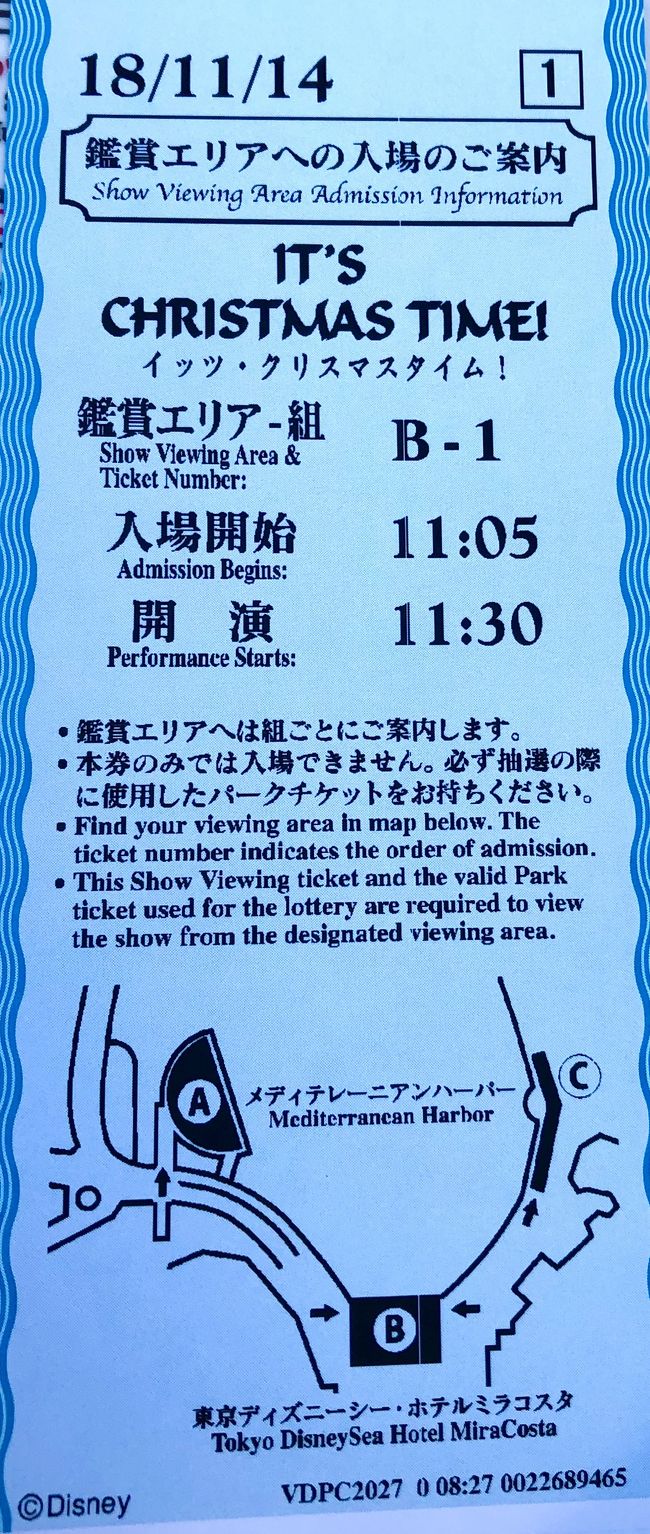 18/11/14
1
鑑賞エリアへの入場のご案内
Show Viewing Area Admission Information
IT'S
CHRISTMAS TIME!
イッツ・クリスマスタイム！
鑑賞エリア-組
Show Viewing Area &
Ticket Number:
B-1
入場開始
Admission Begins:
11:05
開 演
Performance Starts:
11:30
• 鑑賞エリアへは組ごとにご案内します。
• 本券のみでは入場できません。必ず抽選の際
に使用したパークチケットをお持ちください。
• Find your viewing area in map below. The
ticket number indicates the order of admission.
• This Show Viewing ticket and the valid Park
ticket used for the lottery are required to view
the show from the designated viewing area.
A
メディテレーニアンハーバー
Mediterranean Harbor
C
B
東京ディズニーシー・ホテルミラコスタ
Tokyo DisneySea Hotel MiraCosta
©Disney
VDPC2027 0 08:27 0022689465